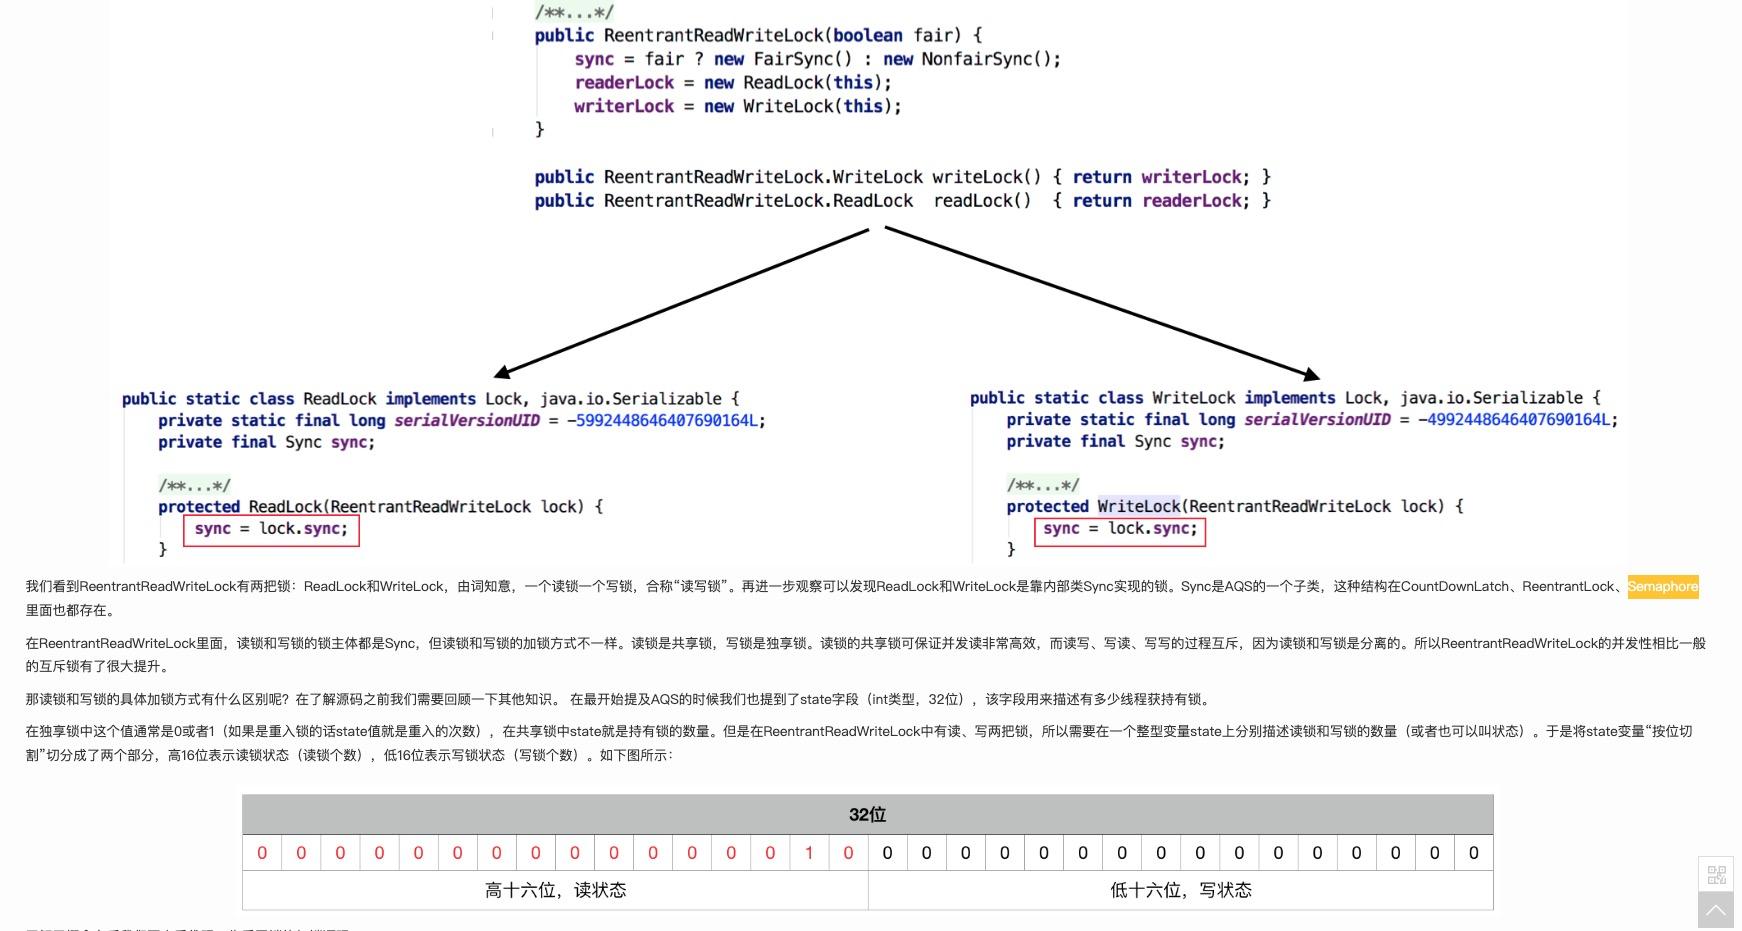 /**...*/
public ReentrantReadWriteLock(boolean fair) {
sync = fair ? new FairSync() : new NonfairSync();
readerLock = new ReadLock(this);
writerLock = new WriteLock(this);
}
public ReentrantReadWriteLock.WriteLock writeLock() { return writerLock; }
public ReentrantReadWriteLock.ReadLock  readLock()  { return readerLock; }
public static class ReadLock implements Lock, java.io.Serializable {
private static final long serialVersionUID = -5992448646407690164L;
private final Sync sync;
/**...*/
protected ReadLock(ReentrantReadWriteLock lock) {
sync = lock.sync;
}
public static class WriteLock implements Lock, java.io.Serializable {
private static final long serialVersionUID = -4992448646407690164L;
private final Sync sync;
/**...*/
protected WriteLock(ReentrantReadWriteLock lock) {
sync = lock.sync;
}
我们看到ReentrantReadWriteLock有两把锁：ReadLock和WriteLock，由词知意，一个读锁一个写锁，合称“读写锁”。再进一步观察可以发现ReadLock和WriteLock是靠内部类Sync实现的锁。Sync是AQS的一个子类，这种结构在CountDownLatch、ReentrantLock、Semaphore
里面也都存在。
在ReentrantReadWriteLock里面，读锁和写锁的锁主体都是Sync，但读锁和写锁的加锁方式不一样。读锁是共享锁，写锁是独享锁。读锁的共享锁可保证并发读非常高效，而读写、写读、写写的过程互斥，因为读锁和写锁是分离的。所以ReentrantReadWriteLock的并发性相比一般
的互斥锁有了很大提升。
那读锁和写锁的具体加锁方式有什么区别呢？在了解源码之前我们需要回顾一下其他知识。 在最开始提及AQS的时候我们也提到了state字段（int类型，32位），该字段用来描述有多少线程获持有锁。
在独享锁中这个值通常是0或者1（如果是重入锁的话state值就是重入的次数），在共享锁中state就是持有锁的数量。但是在ReentrantReadWriteLock中有读、写两把锁，所以需要在一个整型变量state上分别描述读锁和写锁的数量（或者也可以叫状态）。于是将state变量“按位切
割”切分成了两个部分，高16位表示读锁状态（读锁个数），低16位表示写锁状态（写锁个数）。如下图所示：
32位
0 0 0 0 0 0 0 0 0 0 0 0 0 0 1 0 0 0 0 0 0 0 0 0 0 0 0 0 0 0 0 0
高十六位，读状态 低十六位，写状态